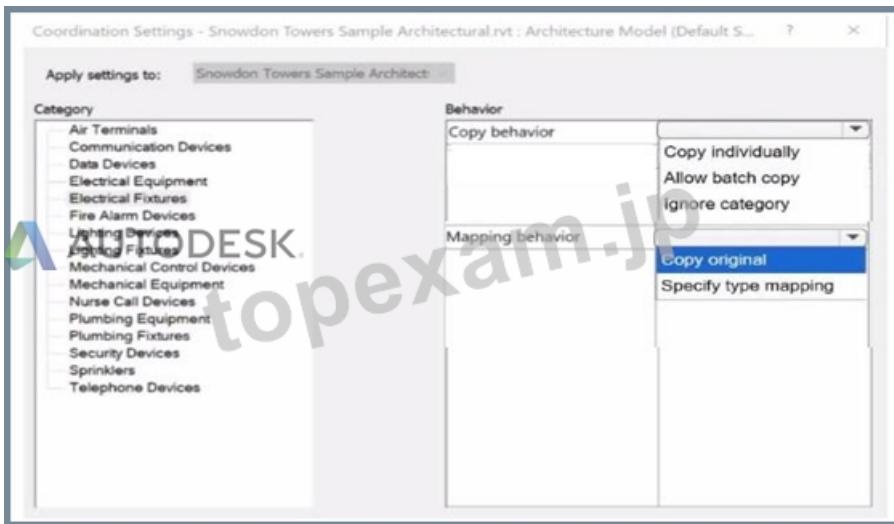 Coordination Settings - Snowdon Towers Sample Architectural.rvt : Architecture Model (Default S... ? ×
Apply settings to: Snowdon Towers Sample Architect
Category
Air Terminals
Communication Devices
Data Devices
Electrical Equipment
Electrical Fixtures
Fire Alarm Devices
Lighting Devices
Lighting Fixtures
Mechanical Control Devices
Mechanical Equipment
Nurse Call Devices
Plumbing Equipment
Plumbing Fixtures
Security Devices
Sprinklers
Telephone Devices
Behavior
Copy behavior
Copy individually
Allow batch copy
Ignore category
Mapping behavior
Copy original
Specify type mapping
AUTODESK.
topexam.jp